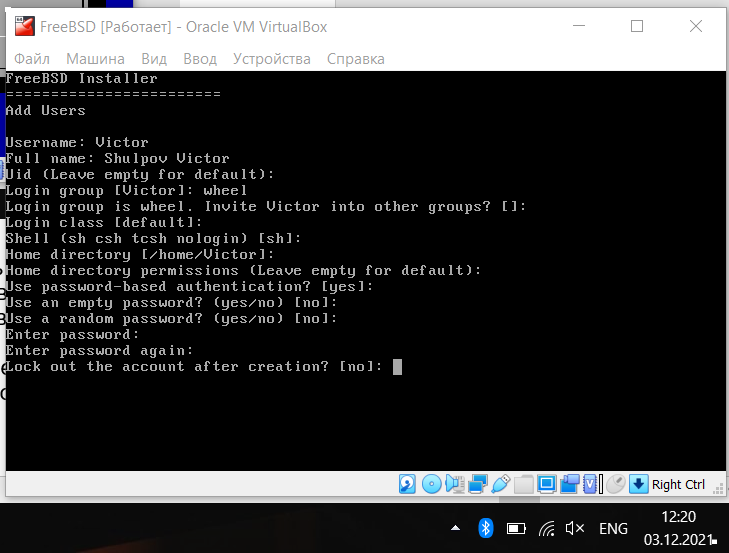 FreeBSD [Работает] - Oracle VM VirtualBox
Файл Машина Вид Ввод Устройства Справка
FreeBSD Installer
========================
Add Users
Username: Victor
Full name: Shulpov Victor
Uid (Leave empty for default):
Login group [Victor]: wheel
Login group is wheel. Invite Victor into other groups? []:
Login class [default]:
Shell (sh csh tcsh nologin) [sh]:
Home directory [/home/Victor]:
Home directory permissions (Leave empty for default):
Use password-based authentication? [yes]:
Use an empty password? (yes/no) [no]:
Use a random password? (yes/no) [no]:
Enter password:
Enter password again:
Lock out the account after creation? [no]:
Right Ctrl
ENG
12:20
03.12.2021